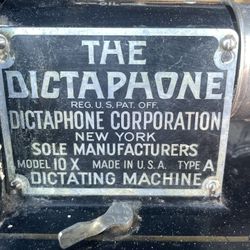 THE
DICTAPHONE
REG. U.S. PAT. OFF.
DICTAPHONE CORPORATION
NEW YORK
SOLE MANUFACTURERS
MODEL 10 X MADE IN U.S.A. TYPE A
DICTATING MACHINE